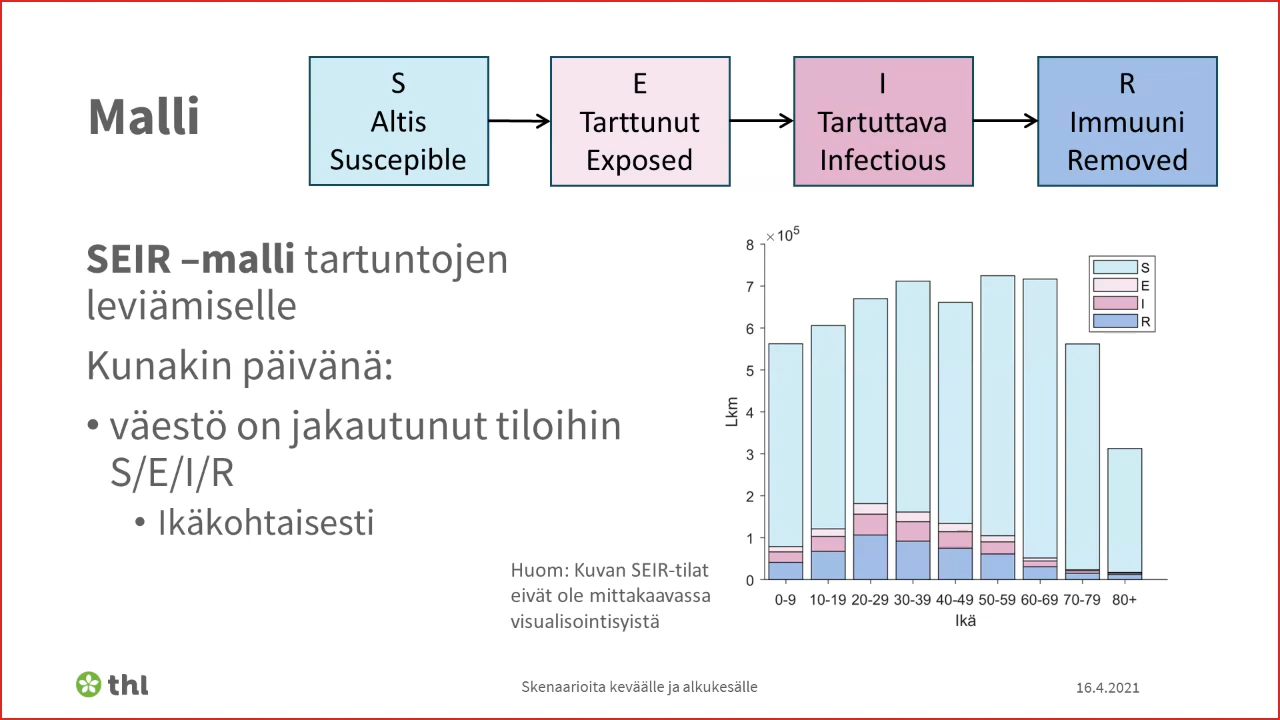 Malli
S
Altis
Suscepible
E
Tarttunut
Exposed
I
Tartuttava
Infectious
R
Immuuni
Removed
SEIR –malli tartuntojen
leviämiselle
Kunakin päivänä:
• väestö on jakautunut tiloihin
S/E/I/R
• Ikäkohtaisesti
Huom: Kuvan SEIR-tilat
eivät ole mittakaavassa
visualisointisyistä
×10⁵
8
7
6
5
4
3
2
1
0
Lkm
S
E
I
R
0-9 10-19 20-29 30-39 40-49 50-59 60-69 70-79 80+
Ikä
thl
Skenaarioita keväälle ja alkukesälle
16.4.2021